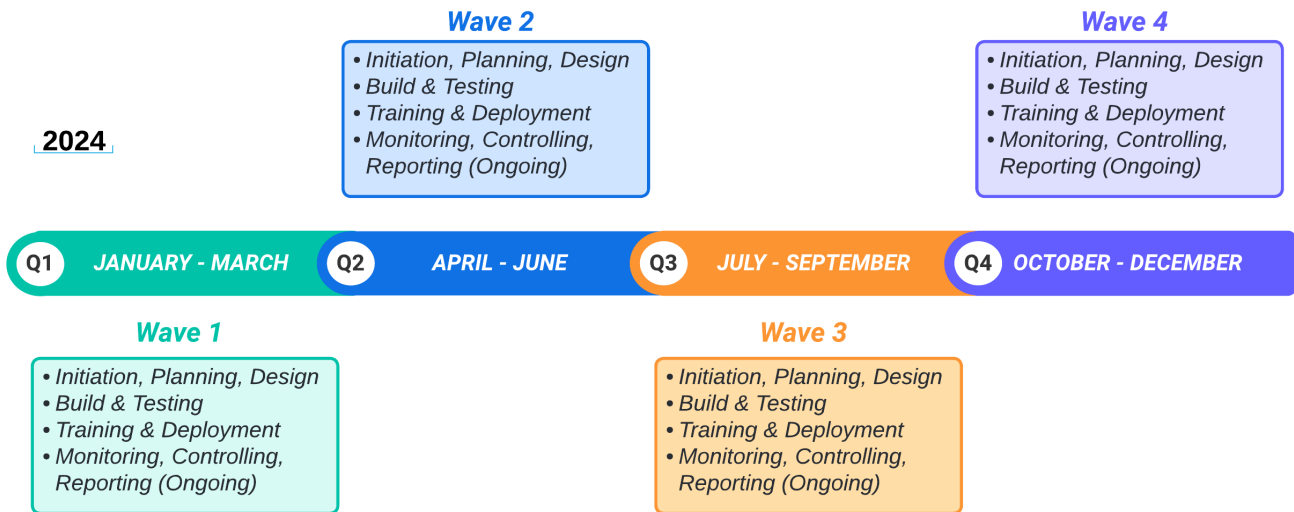 Wave 2
• Initiation, Planning, Design
• Build & Testing
• Training & Deployment
• Monitoring, Controlling,
Reporting (Ongoing)
Wave 4
• Initiation, Planning, Design
• Build & Testing
• Training & Deployment
• Monitoring, Controlling,
Reporting (Ongoing)
2024
Q1 JANUARY - MARCH
Q2 APRIL - JUNE
Q3 JULY - SEPTEMBER
Q4 OCTOBER - DECEMBER
Wave 1
• Initiation, Planning, Design
• Build & Testing
• Training & Deployment
• Monitoring, Controlling,
Reporting (Ongoing)
Wave 3
• Initiation, Planning, Design
• Build & Testing
• Training & Deployment
• Monitoring, Controlling,
Reporting (Ongoing)